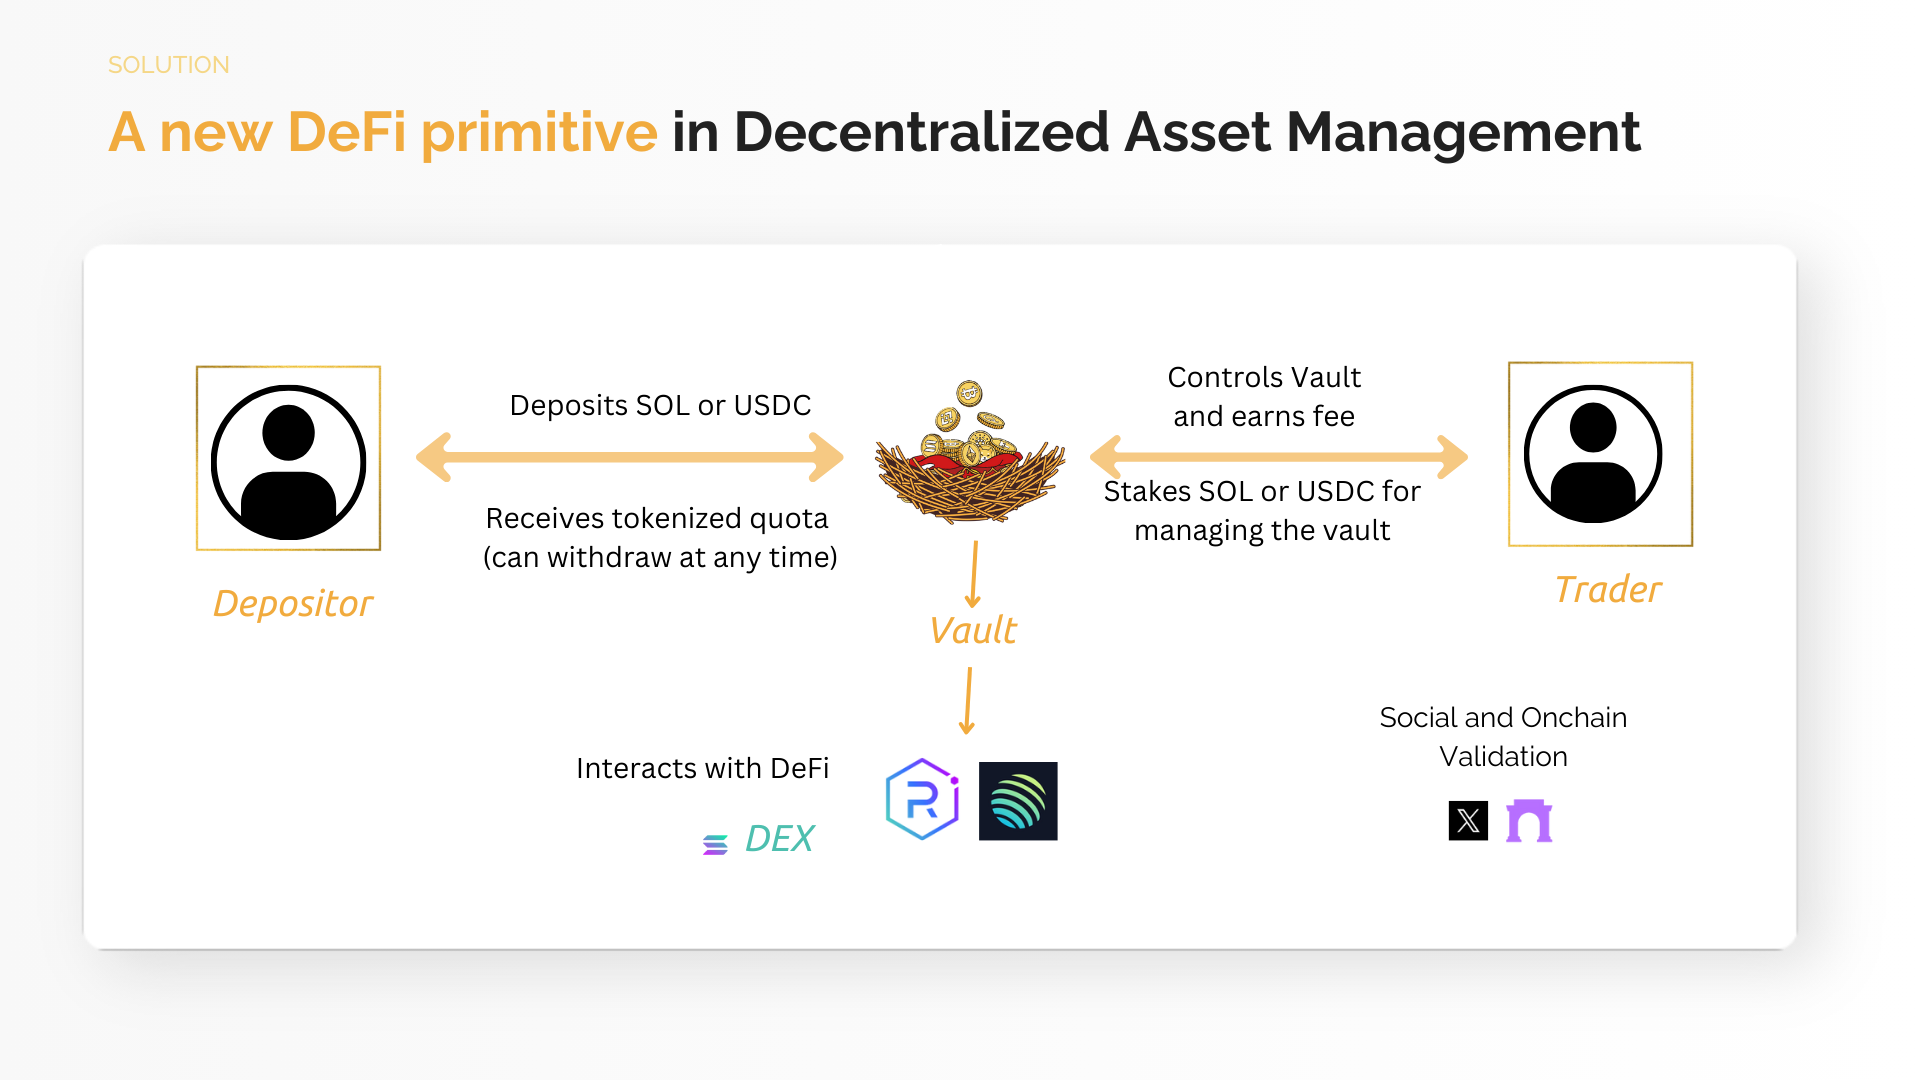 SOLUTION
A new DeFi primitive in Decentralized Asset Management
Deposits SOL or USDC
Receives tokenized quota
(can withdraw at any time)
Depositor
Controls Vault
and earns fee
Stakes SOL or USDC for
managing the vault
Trader
Vault
Interacts with DeFi
DEX
Social and Onchain
Validation